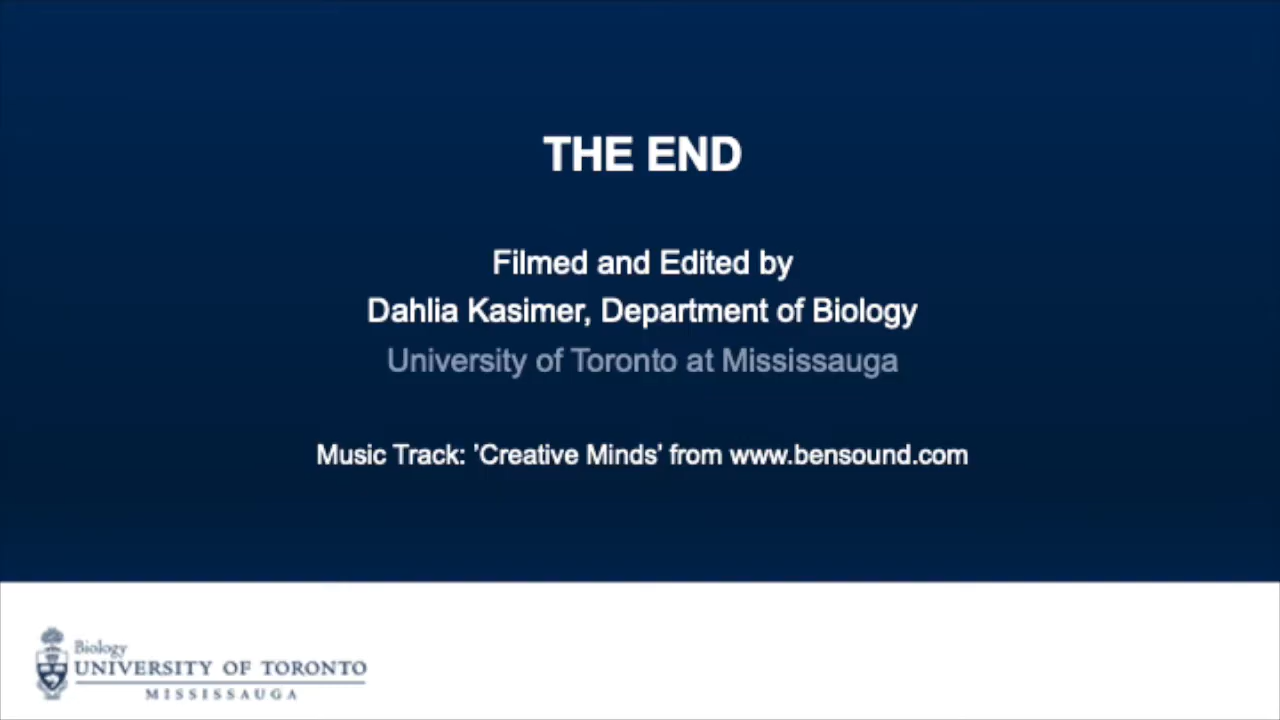 THE END
Filmed and Edited by
Dahlia Kasimer, Department of Biology
University of Toronto at Mississauga
Music Track: 'Creative Minds' from www.bensound.com
Biology
UNIVERSITY OF TORONTO
MISSISSAUGA